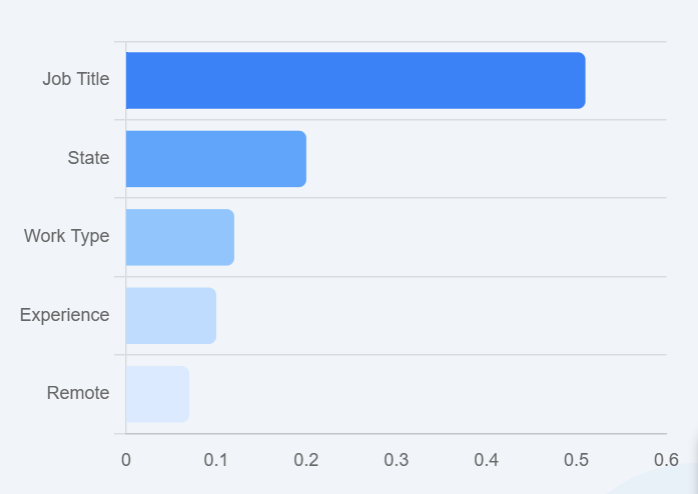 Job Title
State
Work Type
Experience
Remote
0 0.1 0.2 0.3 0.4 0.5 0.6